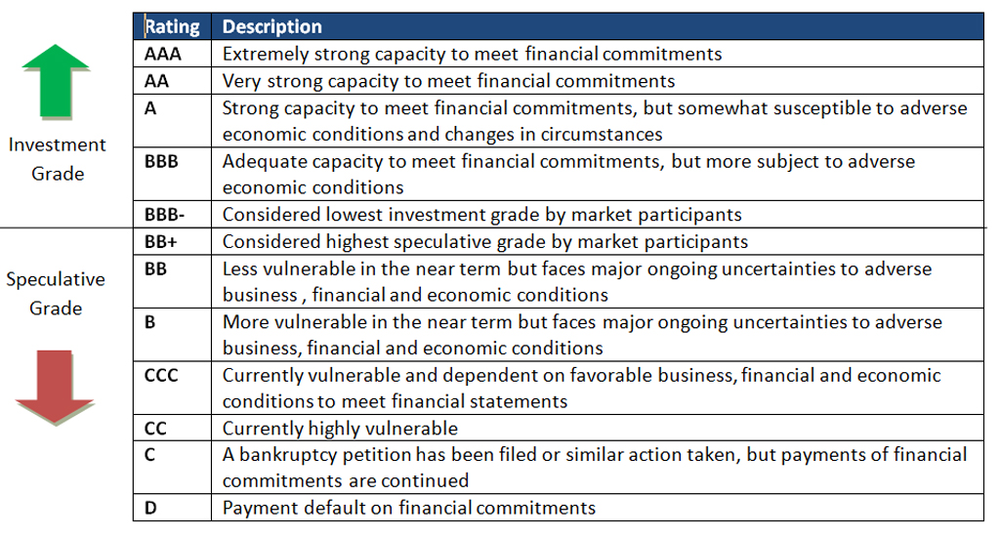 Rating Description
AAA Extremely strong capacity to meet financial commitments
AA Very strong capacity to meet financial commitments
A Strong capacity to meet financial commitments, but somewhat susceptible to adverse
economic conditions and changes in circumstances
Investment
Grade
BBB Adequate capacity to meet financial commitments, but more subject to adverse
economic conditions
BBB- Considered lowest investment grade by market participants
BB+ Considered highest speculative grade by market participants
Speculative
Grade
BB Less vulnerable in the near term but faces major ongoing uncertainties to adverse
business , financial and economic conditions
B More vulnerable in the near term but faces major ongoing uncertainties to adverse
business, financial and economic conditions
CCC Currently vulnerable and dependent on favorable business, financial and economic
conditions to meet financial statements
CC Currently highly vulnerable
C A bankruptcy petition has been filed or similar action taken, but payments of financial
commitments are continued
D Payment default on financial commitments